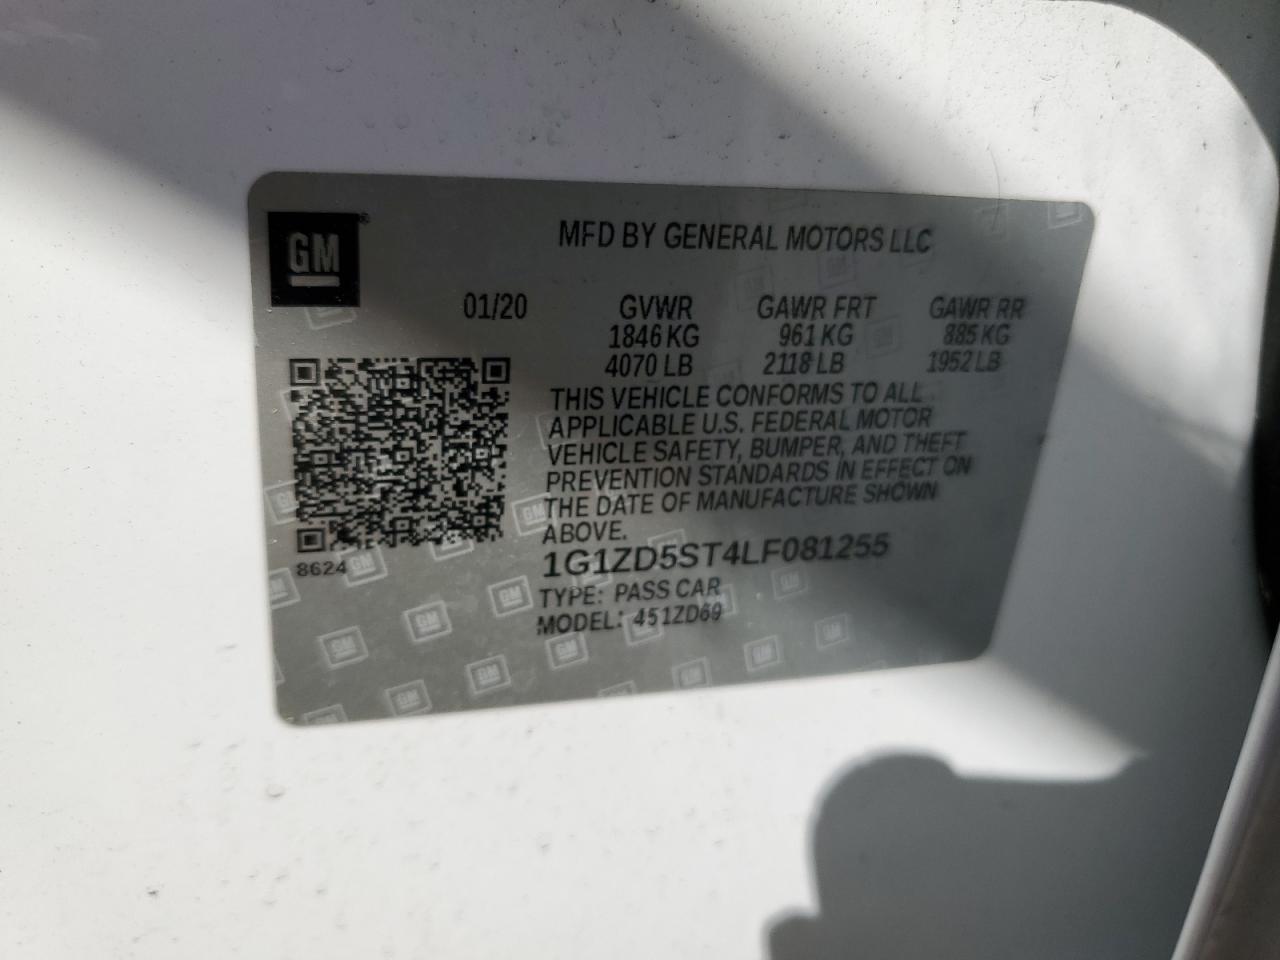 GM
MFD BY GENERAL MOTORS LLC
01/20 GVWR GAWR FRT GAWR RR
1846 KG 961 KG 885 KG
4070 LB 2118 LB 1952 LB
THIS VEHICLE CONFORMS TO ALL
APPLICABLE U.S. FEDERAL MOTOR
VEHICLE SAFETY, BUMPER, AND THEFT
PREVENTION STANDARDS IN EFFECT ON
THE DATE OF MANUFACTURE SHOWN
ABOVE.
8624
1G1ZD5ST4LF081255
TYPE: PASS CAR
MODEL: 451ZD69